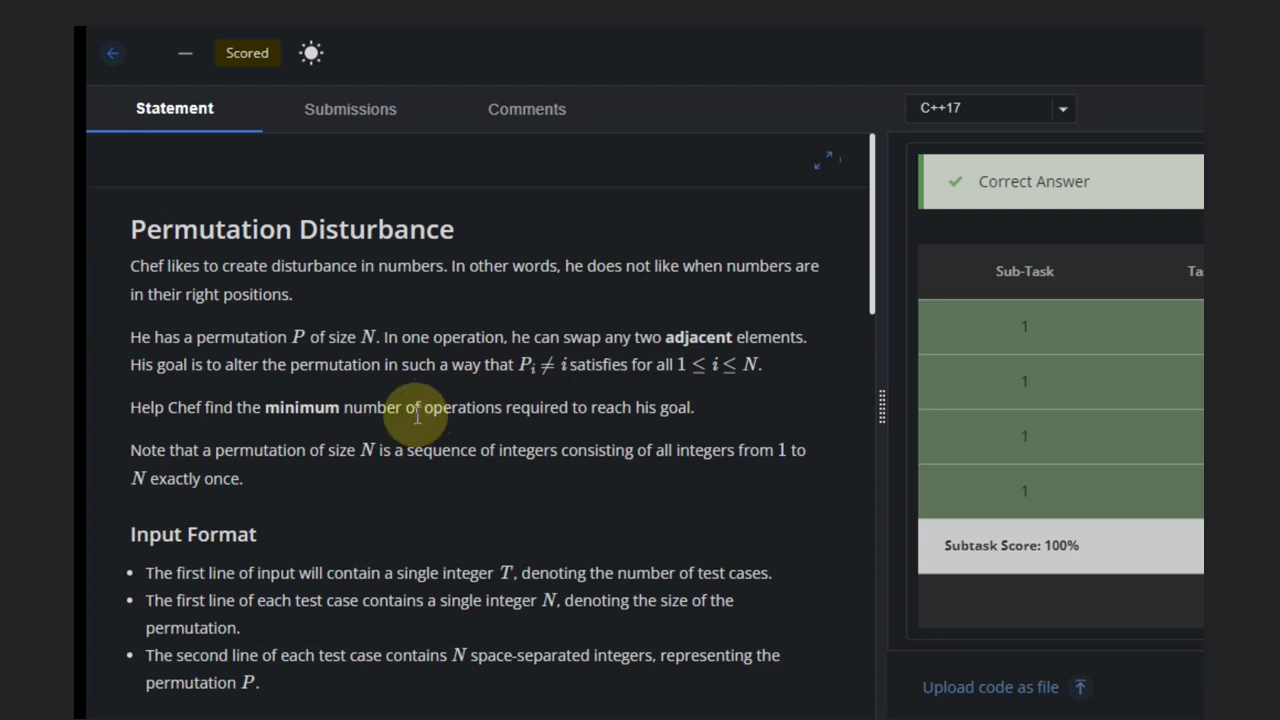 Scored
Statement Submissions Comments
C++17
Correct Answer
Permutation Disturbance
Chef likes to create disturbance in numbers. In other words, he does not like when numbers are
in their right positions.
He has a permutation P of size N. In one operation, he can swap any two adjacent elements.
His goal is to alter the permutation in such a way that P_i ≠ i satisfies for all 1 ≤ i ≤ N.
Help Chef find the minimum number of operations required to reach his goal.
Note that a permutation of size N is a sequence of integers consisting of all integers from 1 to
N exactly once.
Input Format
• The first line of input will contain a single integer T, denoting the number of test cases.
• The first line of each test case contains a single integer N, denoting the size of the
permutation.
• The second line of each test case contains N space-separated integers, representing the
permutation P.
Sub-Task Ta
1
1
1
1
Subtask Score: 100%
Upload code as file